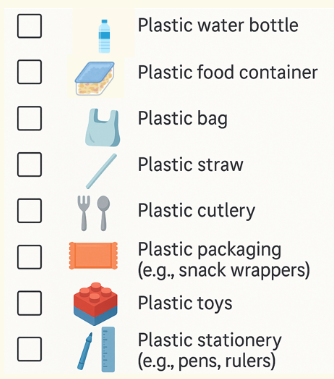 Plastic water bottle
Plastic food container
Plastic bag
Plastic straw
Plastic cutlery
Plastic packaging
(e.g., snack wrappers)
Plastic toys
Plastic stationery
(e.g., pens, rulers)